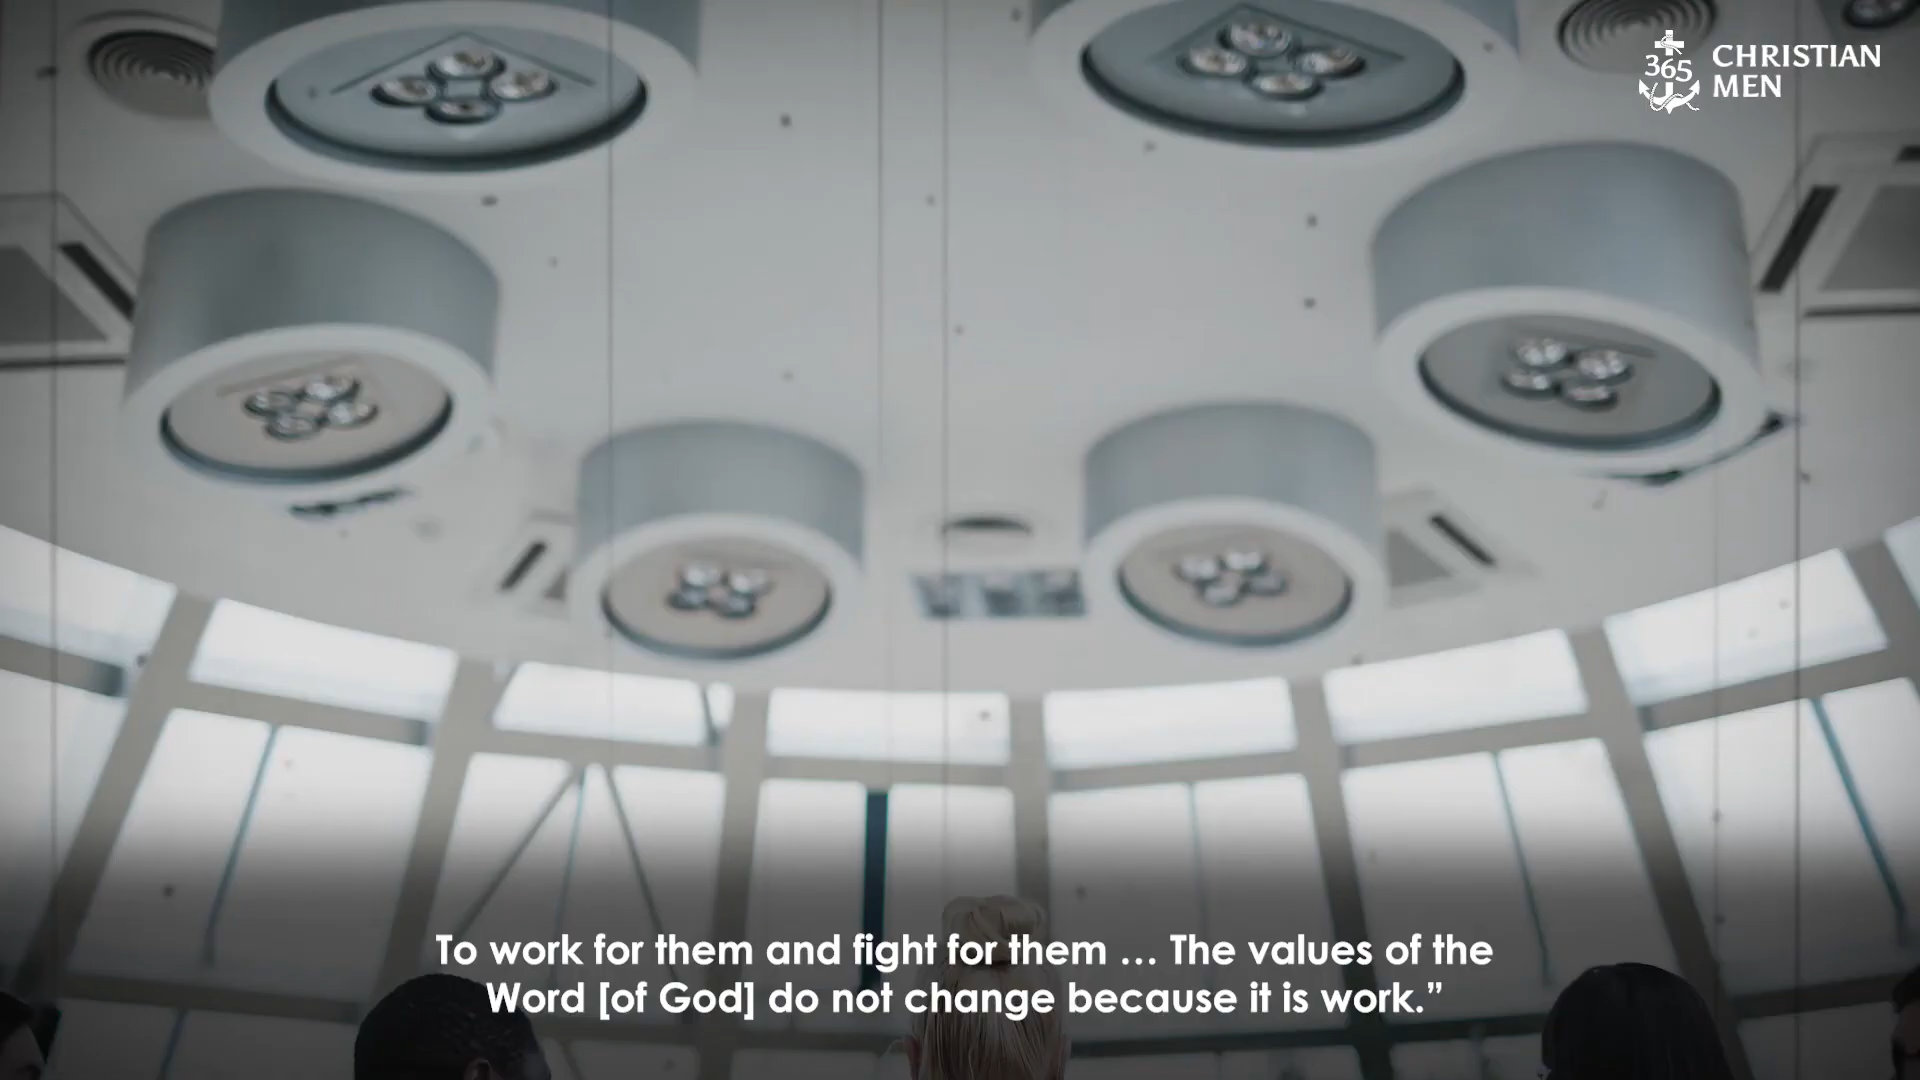 365
CHRISTIAN
MEN
To work for them and fight for them … The values of the
Word [of God] do not change because it is work.”